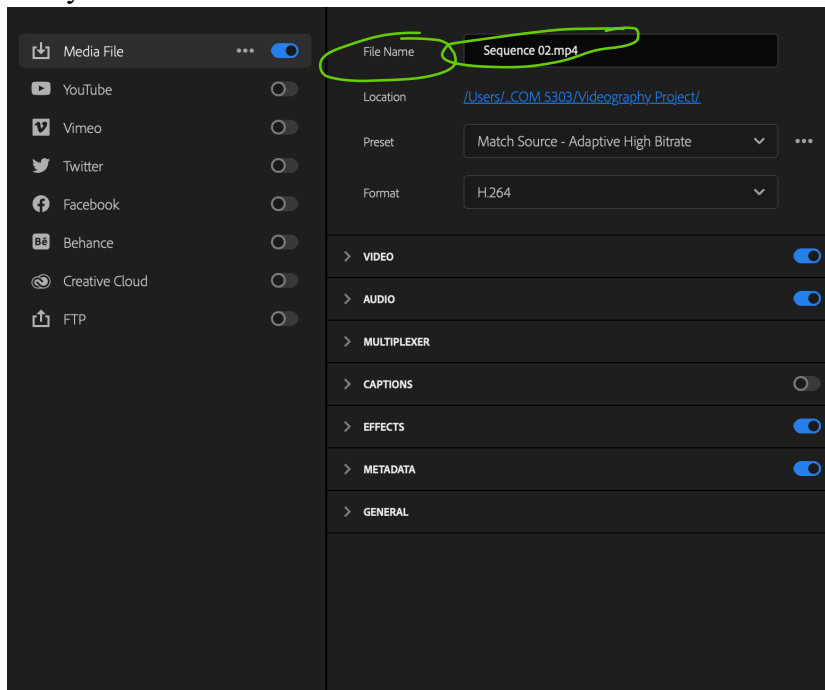 Media File
YouTube
Vimeo
Twitter
Facebook
Bē Behance
Creative Cloud
FTP
File Name Sequence 02.mp4
Location /Users/...COM 5303/Videography Project/
Preset Match Source - Adaptive High Bitrate
Format H.264
VIDEO
AUDIO
MULTIPLEXER
CAPTIONS
EFFECTS
METADATA
GENERAL